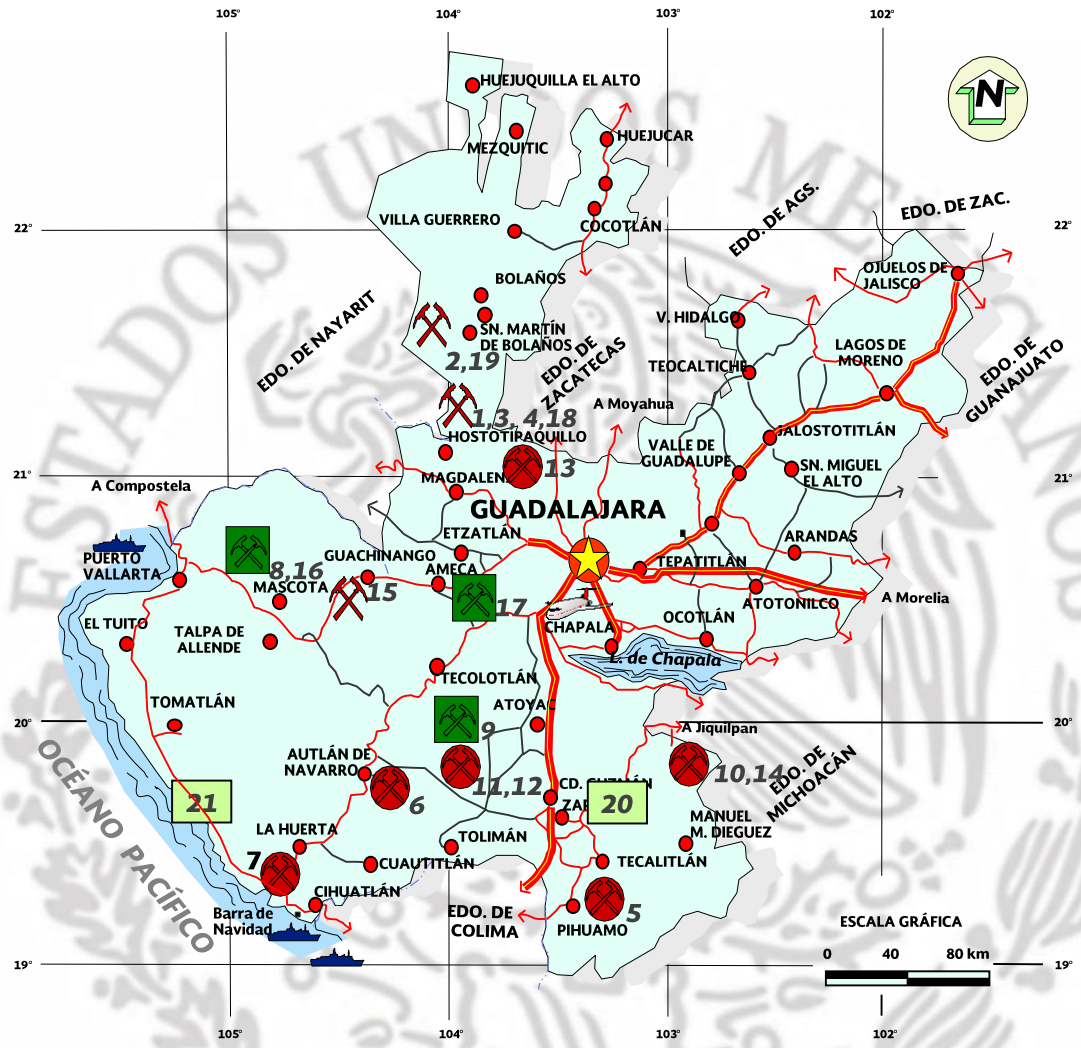 105°
104°
103°
102°
N
HUEJUQUILLA EL ALTO
MEZQUITIC
HUEJUCAR
VILLA GUERRERO
COCOTLÁN
EDO. DE AGS.
EDO. DE ZAC.
22°
22°
BOLAÑOS
OJUELOS DE
JALISCO
EDO. DE NAYARIT
SN. MARTÍN
DE BOLAÑOS
2,19
V. HIDALGO
EDO. DE
ZACATECAS
LAGOS DE
MORENO
EDO. DE
GUANAJUATO
TEOCALTICHE
A Moyahua
1,3, 4,18
HOSTOTIPAQUILLO
VALLE DE
GUADALUPE
JALOSTOTITLÁN
13
SN. MIGUEL
EL ALTO
21°
21°
A Compostela
MAGDALENA
GUADALAJARA
ETZATLÁN
ARANDAS
PUERTO
VALLARTA
GUACHINANGO
AMECA
TEPATITLÁN
8,16
MASCOTA
15
17
ATOTONILCO
A Morelia
EL TUITO
TALPA DE
ALLENDE
CHAPALA
OCOTLÁN
L. de Chapala
TECOLOTLÁN
TOMATLÁN
ATOYAC
20°
20°
9
A Jiquilpan
OCÉANO PACÍFICO
AUTLÁN DE
NAVARRO
11,12
6
CD. GUZMÁN
10,14
EDO. DE
MICHOACÁN
21
20
ZAP
MANUEL
M. DIEGUEZ
LA HUERTA
TOLIMÁN
7
CUAUTITLÁN
TECALITLÁN
CIHUATLÁN
Barra de
Navidad
EDO. DE
COLIMA
5
PIHUAMO
ESCALA GRÁFICA
0 40 80 km
19°
19°
105°
104°
103°
102°
ESTADOS UNIDOS MEXICANOS